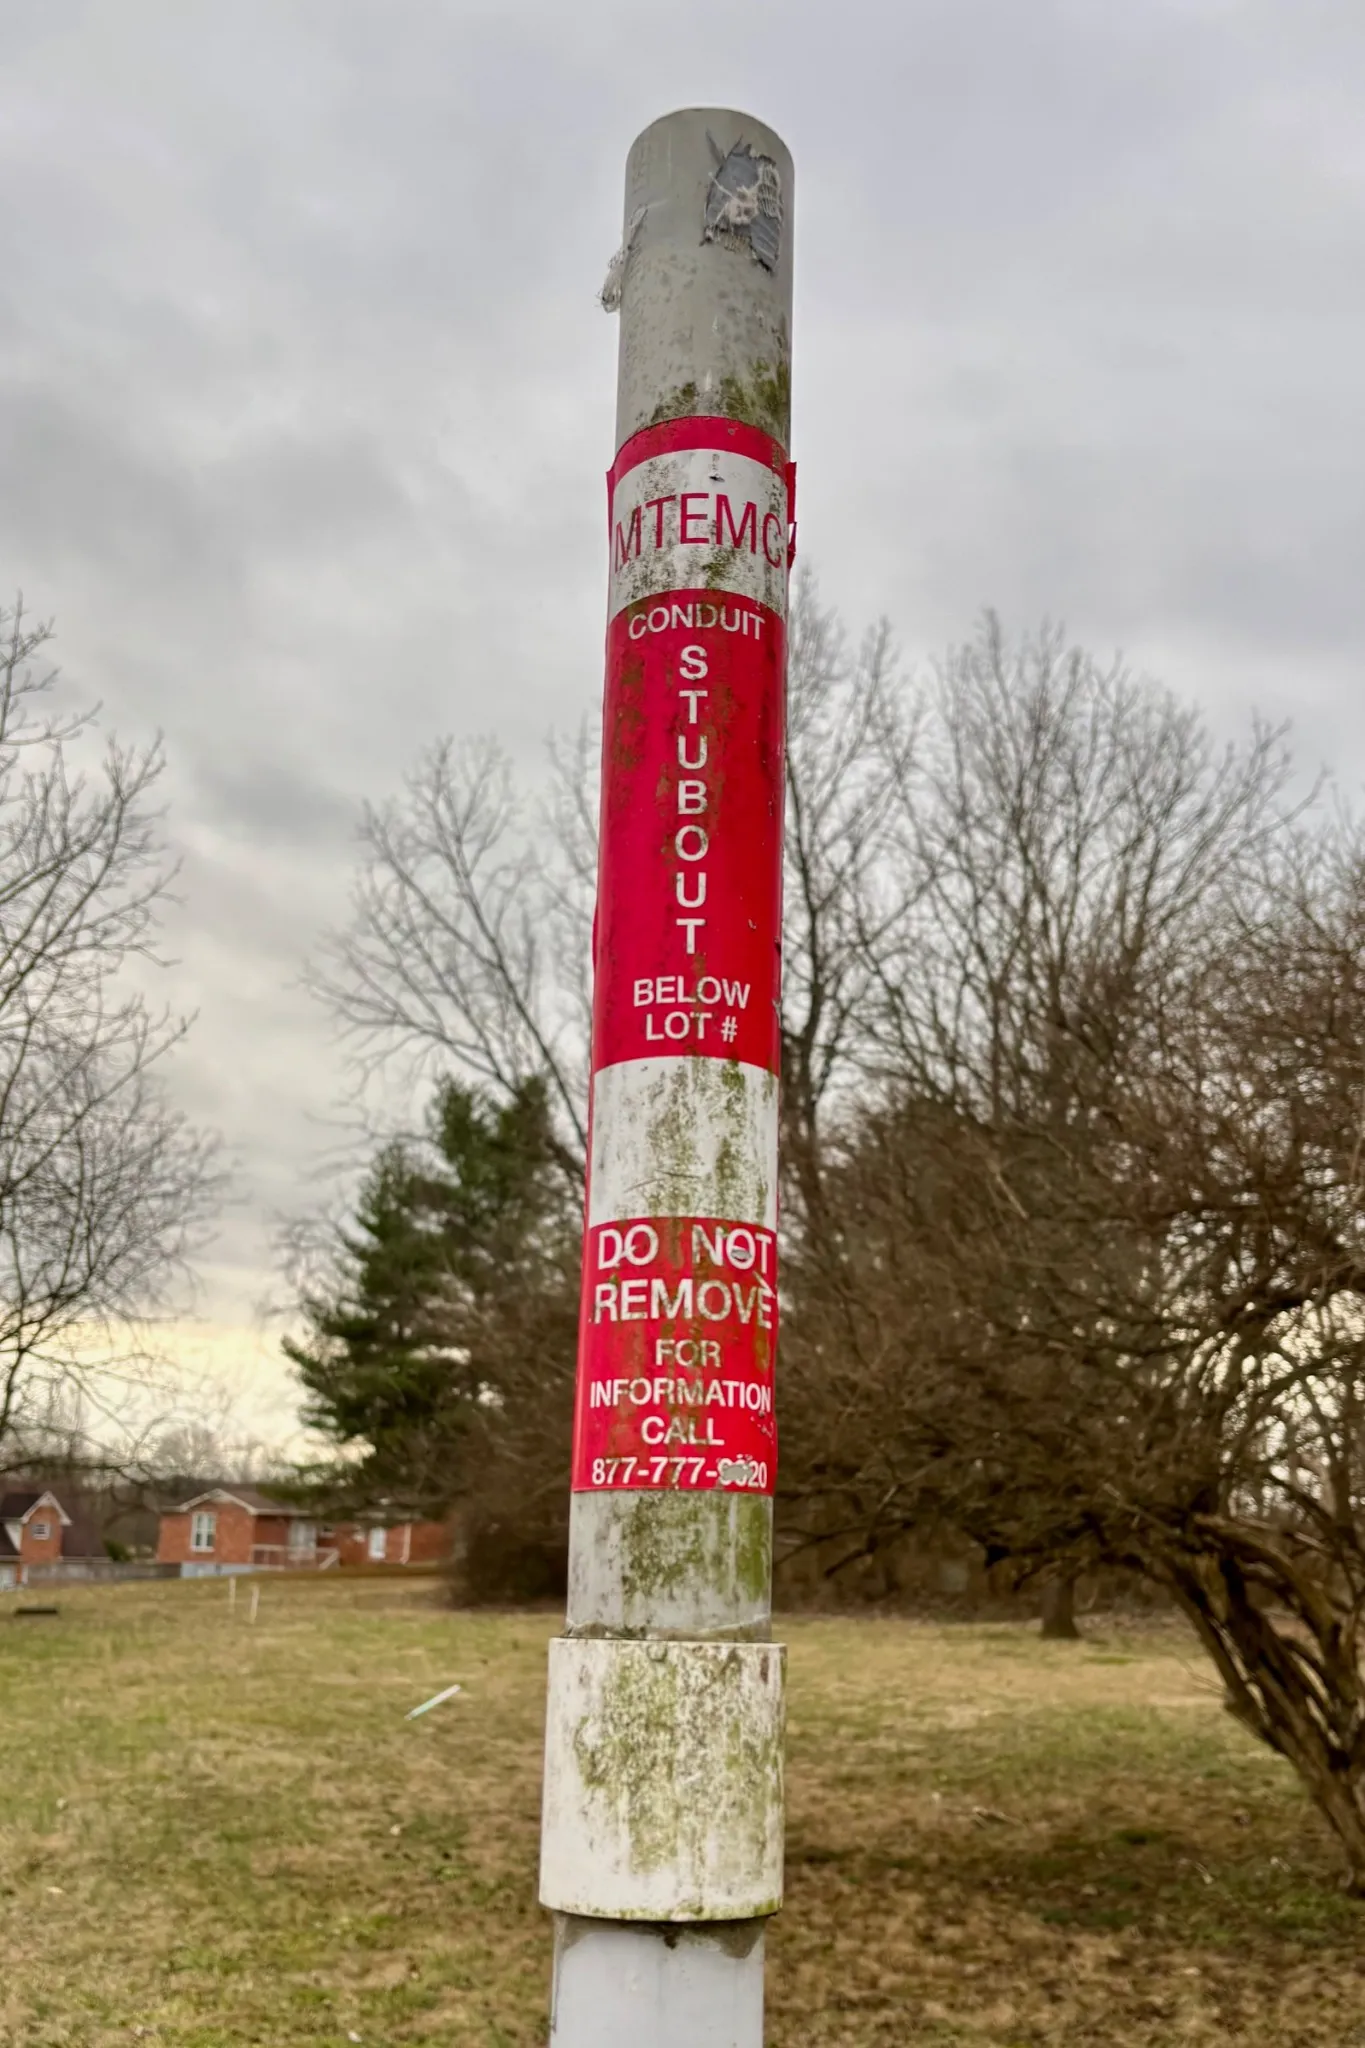 MTEMC
CONDUIT
STUBOUT
BELOW
LOT #
DO NOT
REMOVE
FOR
INFORMATION
CALL